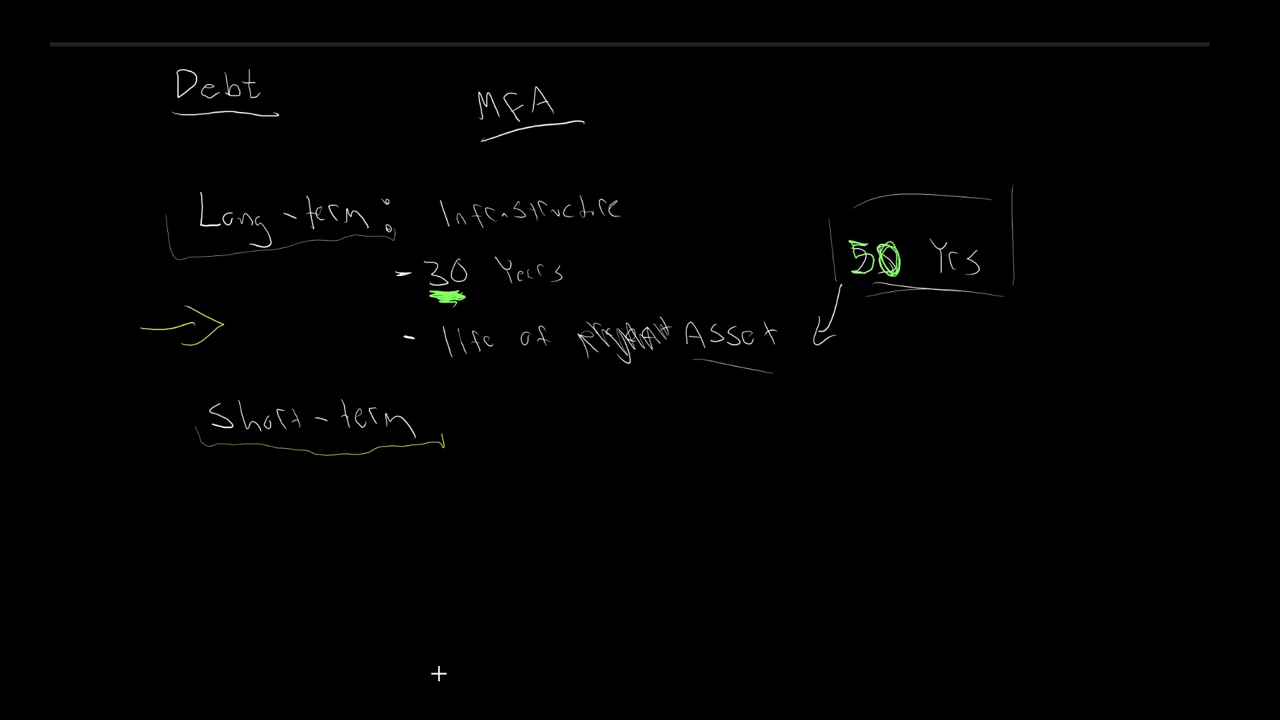 Debt
MFA
Long-term: Infrastructure
- 30 Years
50 Yrs
- life of Asset
Short-term